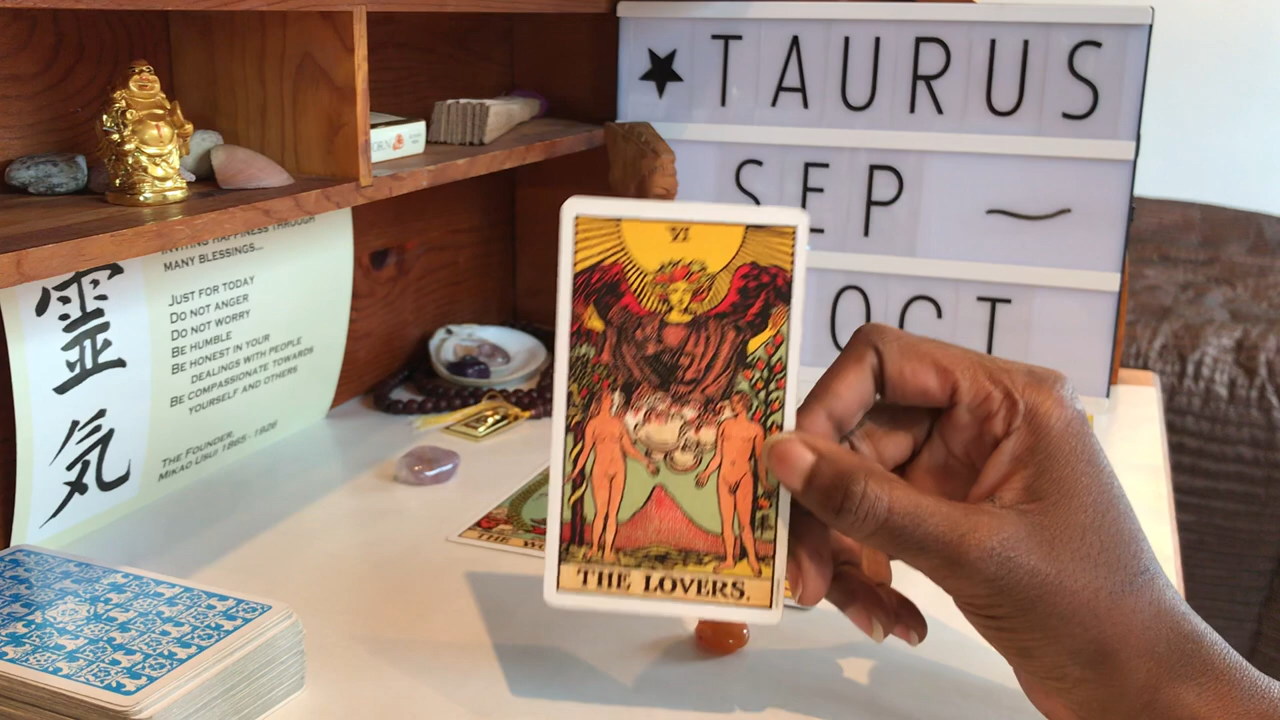 ★ TAURUS
SEP ~
OCT
INVITING HAPPINESS THROUGH
MANY BLESSINGS...
JUST FOR TODAY
DO NOT ANGER
DO NOT WORRY
BE HUMBLE
BE HONEST IN YOUR
DEALINGS WITH PEOPLE
BE COMPASSIONATE TOWARDS
YOURSELF AND OTHERS
THE FOUNDER,
MIKAO USUI 1865 - 1926
靈
気
VI
THE LOVERS.
THE